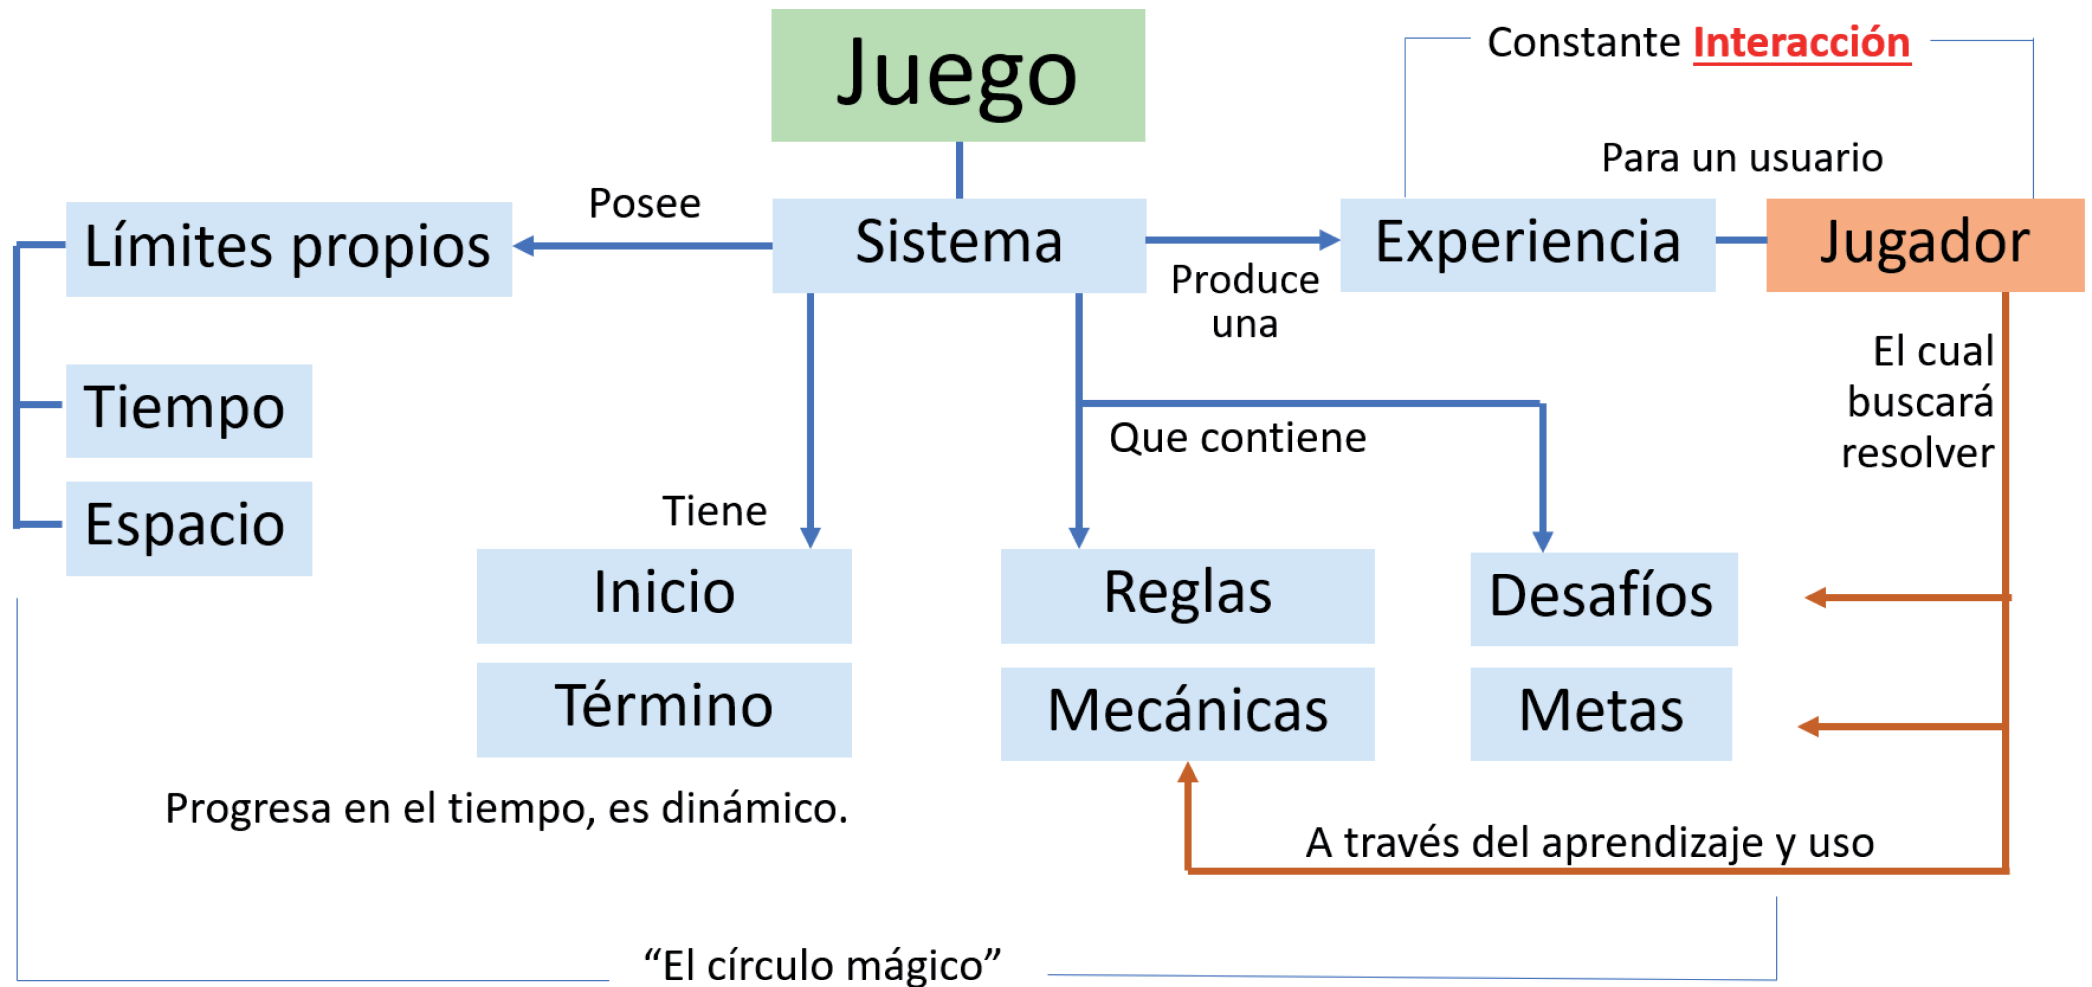 Juego
Constante Interacción
Para un usuario
Posee
Límites propios
Sistema
Produce
una
Experiencia
Jugador
El cual
buscará
resolver
Tiempo
Espacio
Que contiene
Tiene
Inicio
Término
Reglas
Mecánicas
Desafíos
Metas
Progresa en el tiempo, es dinámico.
A través del aprendizaje y uso
“El círculo mágico”